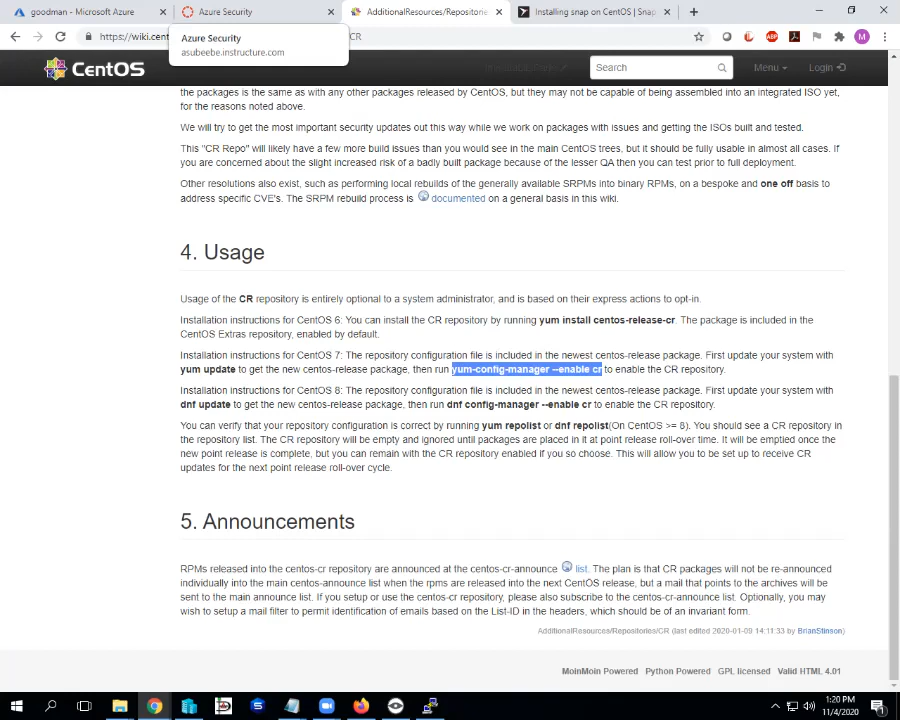 goodman - Microsoft Azure
Azure Security
AdditionalResources/Repositorie
Installing snap on CentOS | Snap
https://wiki.cent
CR
Azure Security
asubeebe.instructure.com
ABP
M
CentOS
Search
Menu
Login
the packages is the same as with any other packages released by CentOS, but they may not be capable of being assembled into an integrated ISO yet,
for the reasons noted above.
We will try to get the most important security updates out this way while we work on packages with issues and getting the ISOs built and tested.
This "CR Repo" will likely have a few more build issues than you would see in the main CentOS trees, but it should be fully usable in almost all cases. If
you are concerned about the slight increased risk of a badly built package because of the lesser QA then you can test prior to full deployment.
Other resolutions also exist, such as performing local rebuilds of the generally available SRPMs into binary RPMs, on a bespoke and one off basis to
address specific CVE's. The SRPM rebuild process is documented on a general basis in this wiki.
4. Usage
Usage of the CR repository is entirely optional to a system administrator, and is based on their express actions to opt-in.
Installation instructions for CentOS 6: You can install the CR repository by running yum install centos-release-cr. The package is included in the
CentOS Extras repository, enabled by default.
Installation instructions for CentOS 7: The repository configuration file is included in the newest centos-release package. First update your system with
yum update to get the new centos-release package, then run yum-config-manager --enable cr to enable the CR repository.
Installation instructions for CentOS 8: The repository configuration file is included in the newest centos-release package. First update your system with
dnf update to get the new centos-release package, then run dnf config-manager --enable cr to enable the CR repository.
You can verify that your repository configuration is correct by running yum repolist or dnf repolist(On CentOS >= 8). You should see a CR repository in
the repository list. The CR repository will be empty and ignored until packages are placed in it at point release roll-over time. It will be emptied once the
new point release is complete, but you can remain with the CR repository enabled if you so choose. This will allow you to be set up to receive CR
updates for the next point release roll-over cycle.
5. Announcements
RPMs released into the centos-cr repository are announced at the centos-cr-announce list. The plan is that CR packages will not be re-announced
individually into the main centos-announce list when the rpms are released into the next CentOS release, but a mail that points to the archives will be
sent to the main announce list. If you setup or use the centos-cr repository, please also subscribe to the centos-cr-announce list. Optionally, you may
wish to setup a mail filter to permit identification of emails based on the List-ID in the headers, which should be of an invariant form.
AdditionalResources/Repositories/CR (last edited 2020-01-09 14:11:33 by BrianStinson)
MoinMoin Powered Python Powered GPL licensed Valid HTML 4.01
1:20 PM
11/4/2020